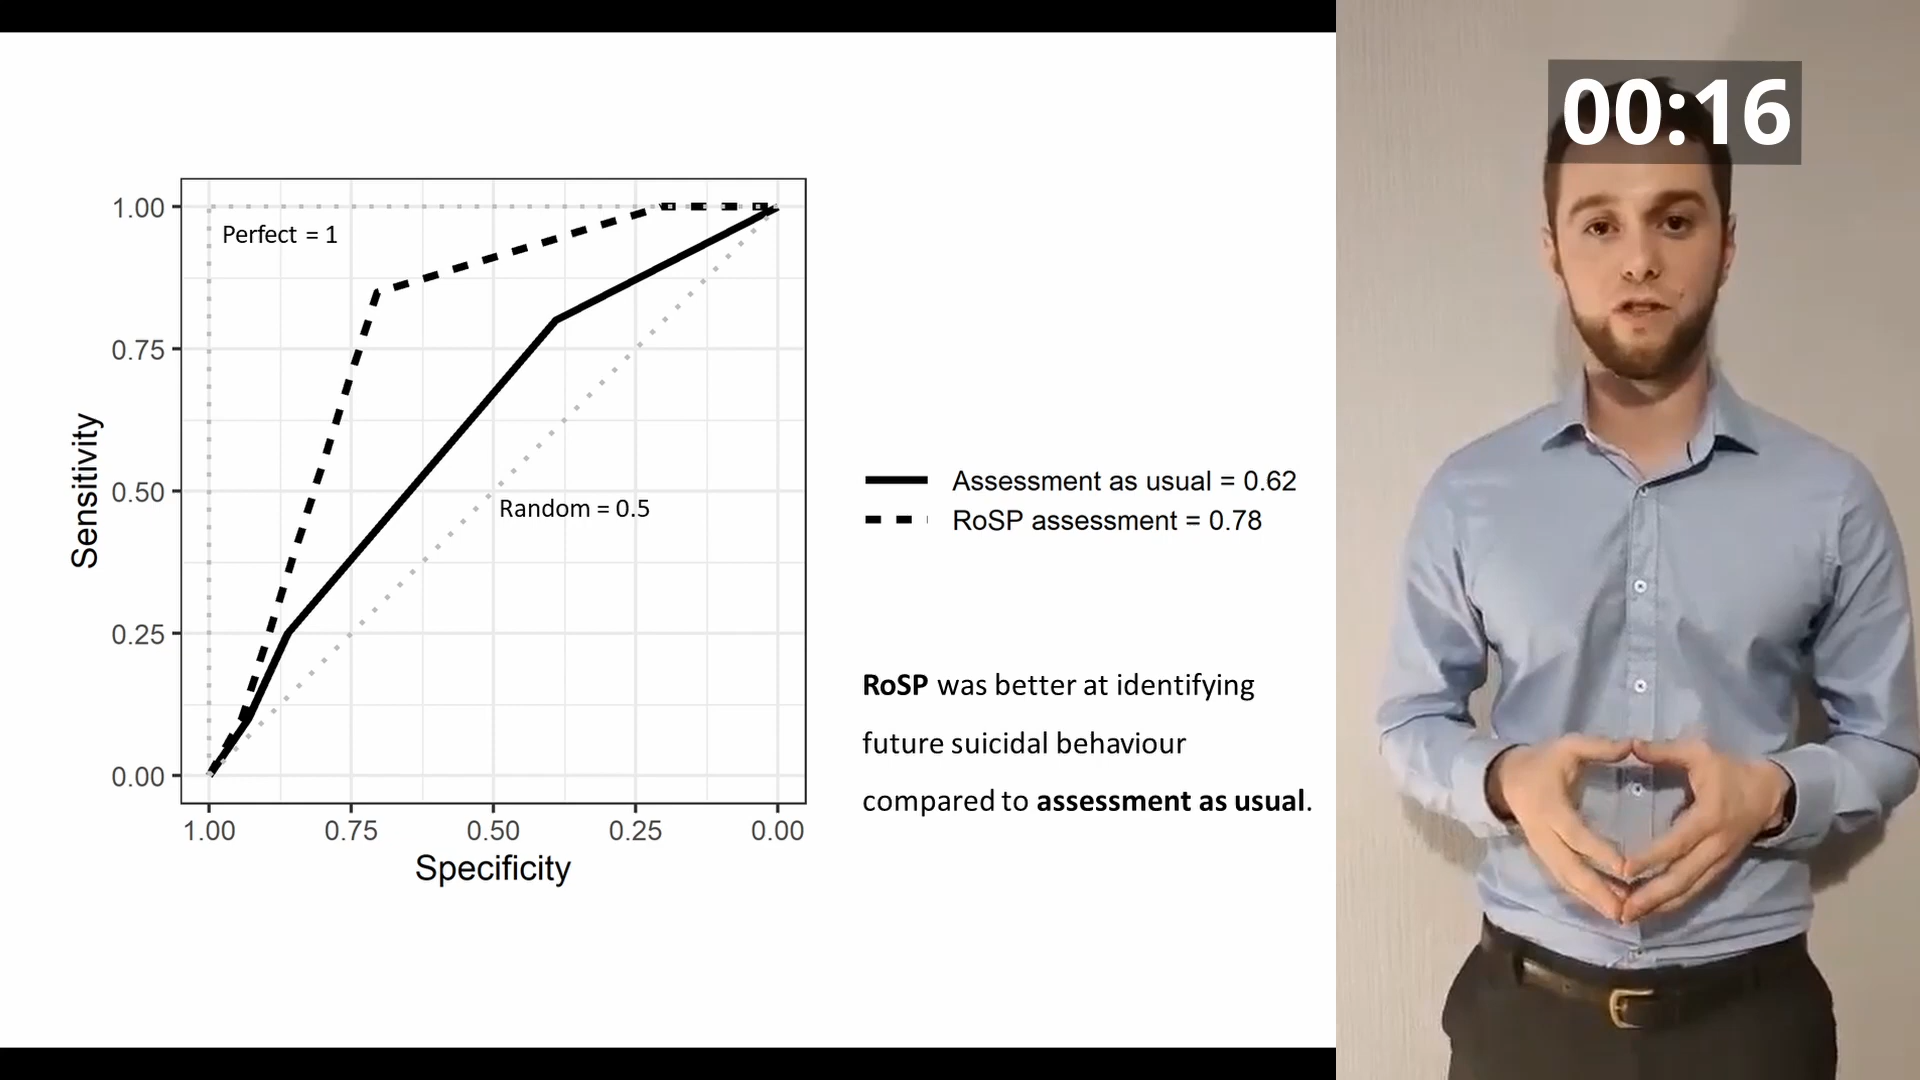 00:16
1.00
Perfect = 1
0.75
0.50
Random = 0.5
0.25
0.00
Sensitivity
1.00 0.75 0.50 0.25 0.00
Specificity
Assessment as usual = 0.62
RoSP assessment = 0.78
RoSP was better at identifying
future suicidal behaviour
compared to assessment as usual.